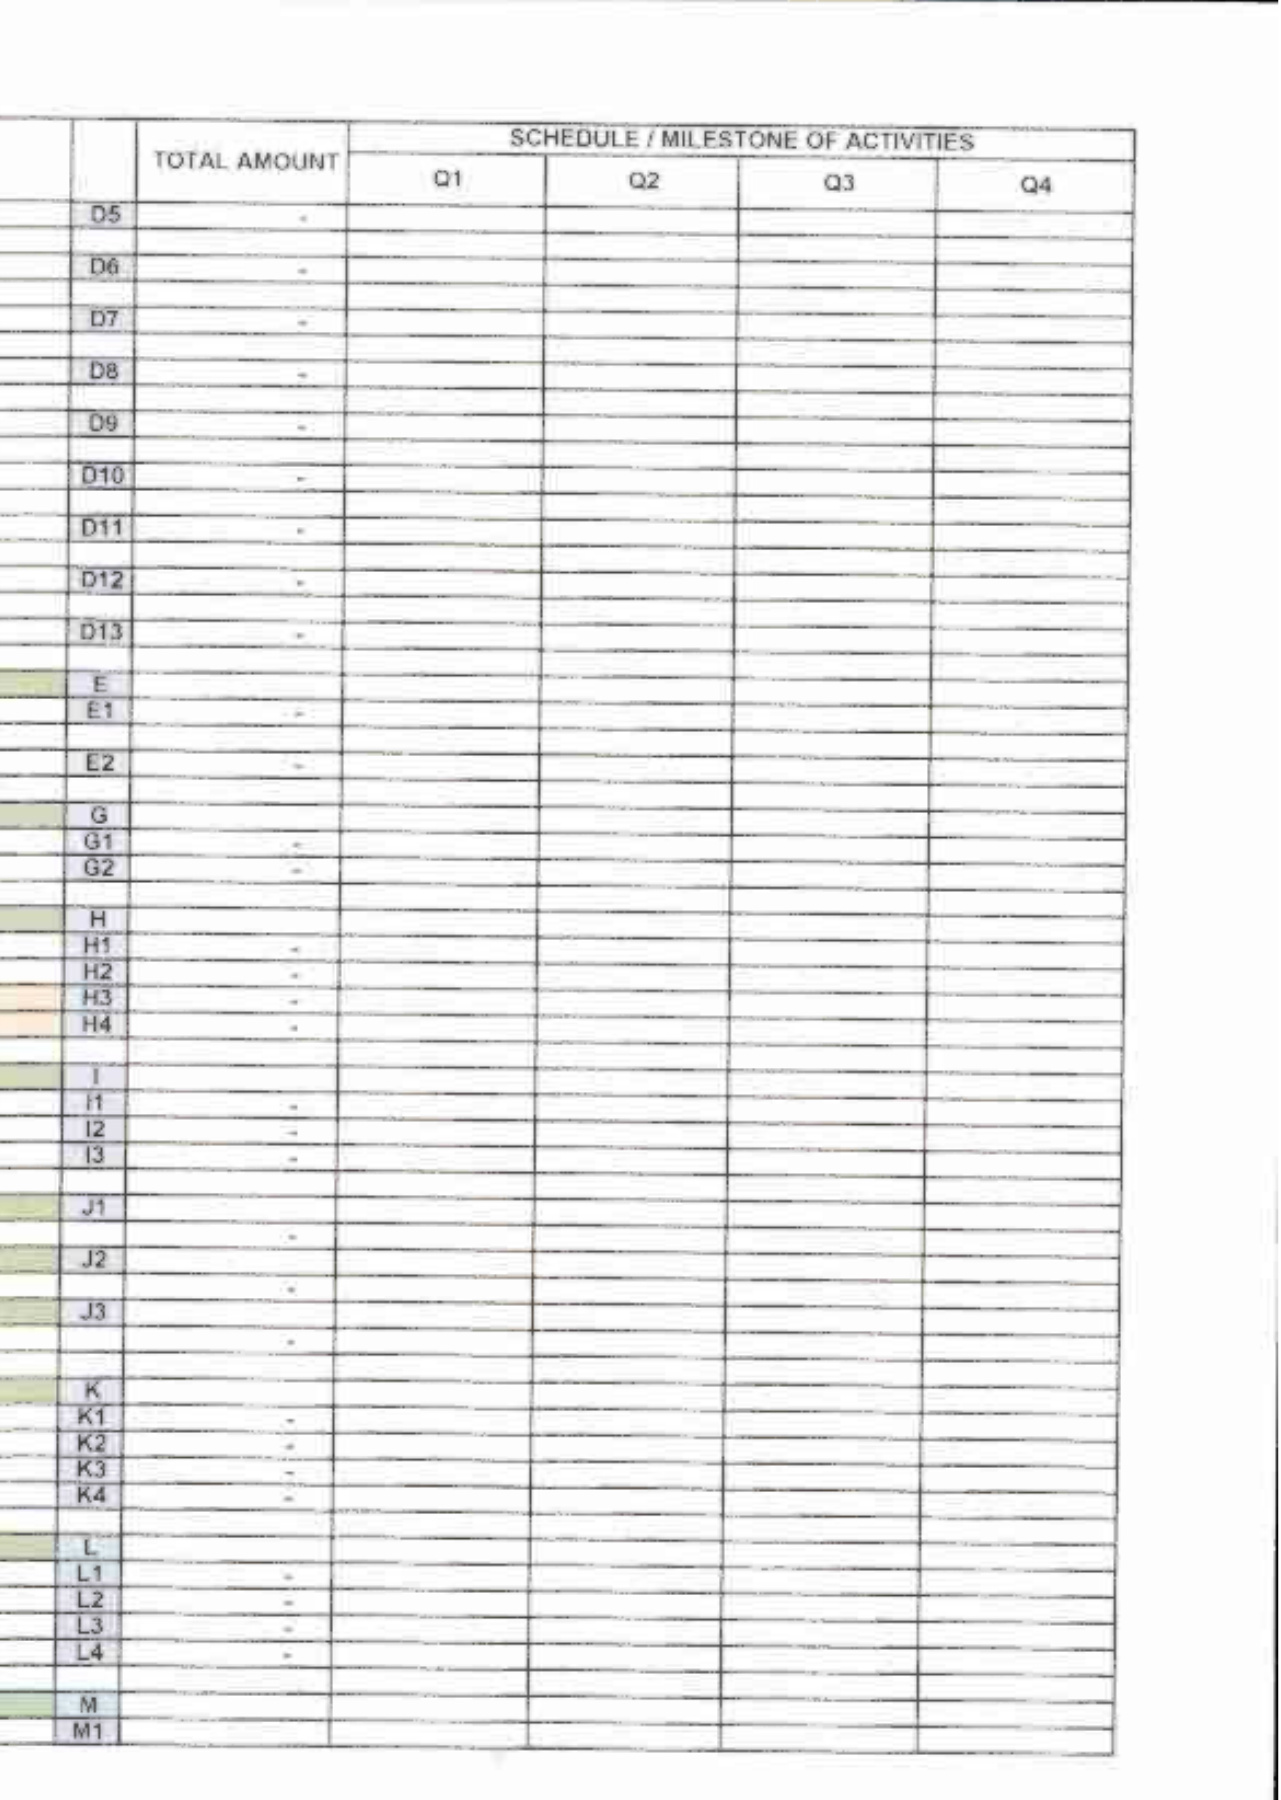 SCHEDULE / MILESTONE OF ACTIVITIES
TOTAL AMOUNT
Q1 Q2 Q3 Q4
D5 -
D6 -
D7 -
D8 -
D9 -
D10 -
D11 -
D12 -
D13 -
E
E1 -
E2 -
G
G1 -
G2 -
H
H1 -
H2 -
H3 -
H4 -
I
I1 -
I2 -
I3 -
J1
-
J2
-
J3
-
K
K1 -
K2 -
K3 -
K4 -
L
L1 -
L2 -
L3 -
L4 -
M
M1